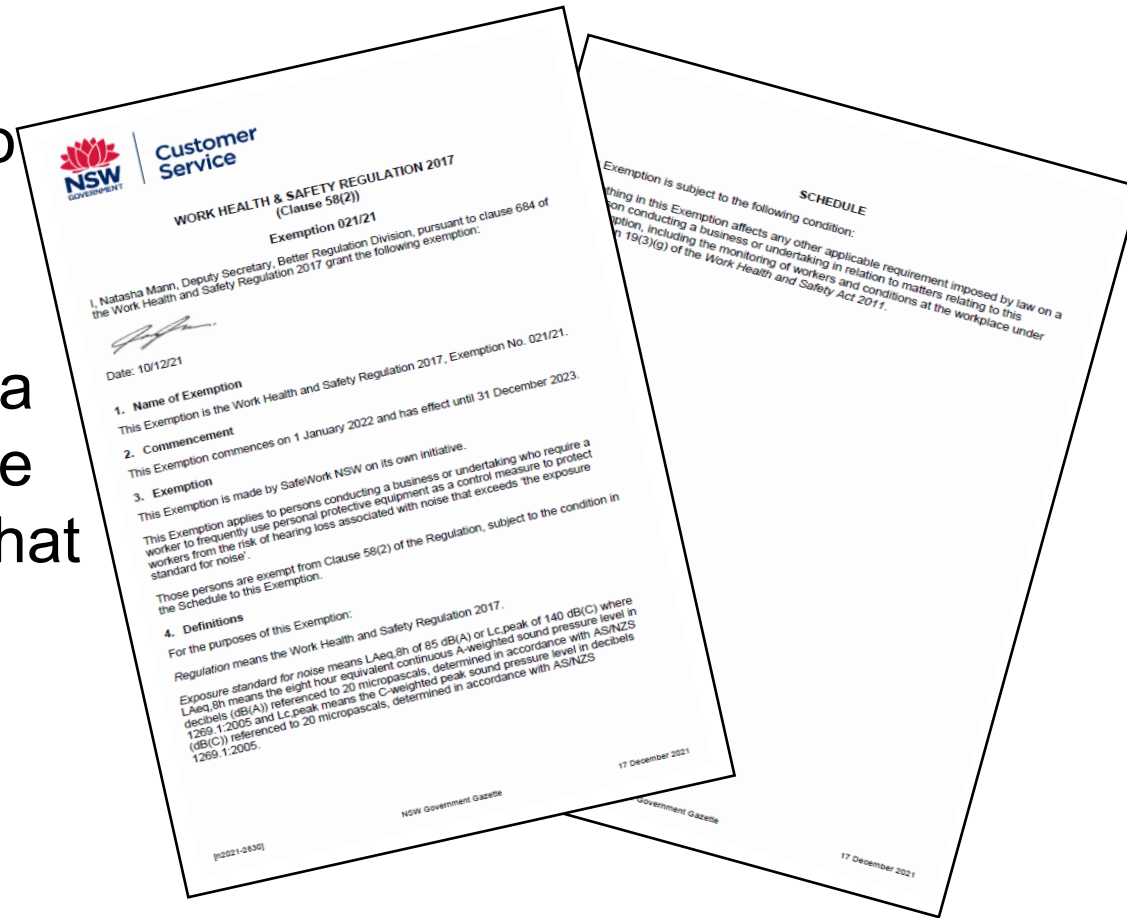 o
a
e
hat
NSW
GOVERNMENT
Customer
Service
WORK HEALTH & SAFETY REGULATION 2017
(Clause 58(2))
Exemption 021/21
I, Natasha Mann, Deputy Secretary, Better Regulation Division, pursuant to clause 684 of
the Work Health and Safety Regulation 2017 grant the following exemption:
Date: 10/12/21
1. Name of Exemption
This Exemption is the Work Health and Safety Regulation 2017, Exemption No. 021/21.
2. Commencement
This Exemption commences on 1 January 2022 and has effect until 31 December 2023.
3. Exemption
This Exemption is made by SafeWork NSW on its own initiative.
This Exemption applies to persons conducting a business or undertaking who require a
worker to frequently use personal protective equipment as a control measure to protect
workers from the risk of hearing loss associated with noise that exceeds 'the exposure
standard for noise'.
Those persons are exempt from Clause 58(2) of the Regulation, subject to the condition in
the Schedule to this Exemption.
4. Definitions
For the purposes of this Exemption:
Regulation means the Work Health and Safety Regulation 2017.
Exposure standard for noise means LAeq,8h of 85 dB(A) or Lc,peak of 140 dB(C) where
LAeq,8h means the eight hour equivalent continuous A-weighted sound pressure level in
decibels (dB(A)) referenced to 20 micropascals, determined in accordance with AS/NZS
1269.1:2005 and Lc,peak means the C-weighted peak sound pressure level in decibels
(dB(C)) referenced to 20 micropascals, determined in accordance with AS/NZS
1269.1:2005.
[n2021-2830]
NSW Government Gazette
17 December 2021
SCHEDULE
Exemption is subject to the following condition:
thing in this Exemption affects any other applicable requirement imposed by law on a
on conducting a business or undertaking in relation to matters relating to this
mption, including the monitoring of workers and conditions at the workplace under
n 19(3)(g) of the Work Health and Safety Act 2011.
Government Gazette
17 December 2021